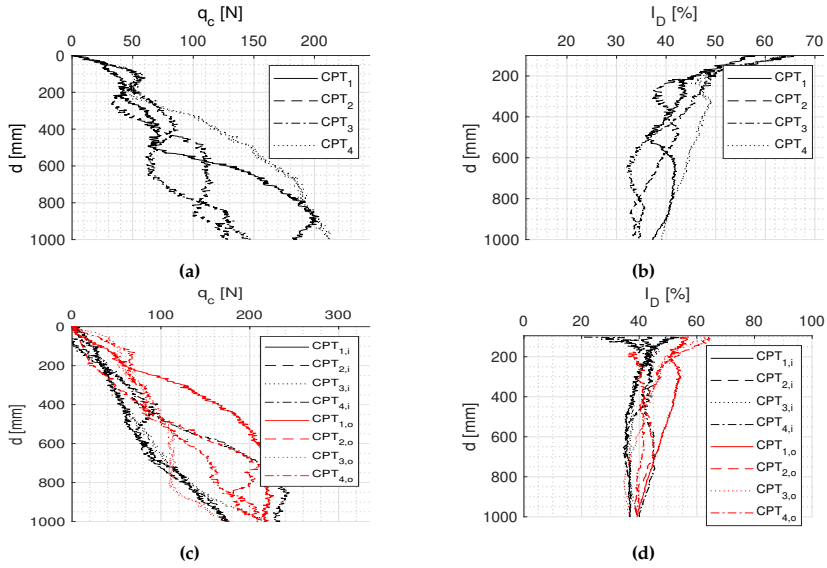 q_c [N]
0 50 100 150 200
0
200
400
600
800
1000
d [mm]
CPT_1
CPT_2
CPT_3
CPT_4
(a)
I_D [%]
20 30 40 50 60
200
400
600
800
1000
d [mm]
CPT_1
CPT_2
CPT_3
CPT_4
(b)
q_c [N]
0 100 200 300
0
200
400
600
800
1000
d [mm]
CPT_1,i
CPT_2,i
CPT_3,i
CPT_4,i
CPT_1,o
CPT_2,o
CPT_3,o
CPT_4,o
(c)
I_D [%]
0 20 40 60 80 100
200
400
600
800
1000
d [mm]
CPT_1,i
CPT_2,i
CPT_3,i
CPT_4,i
CPT_1,o
CPT_2,o
CPT_3,o
CPT_4,o
(d)